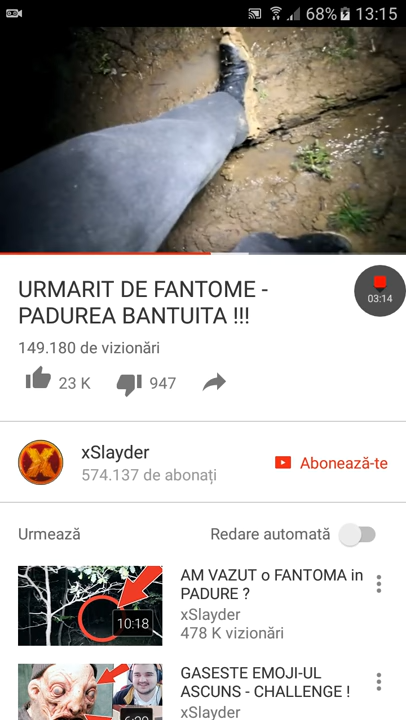 68% 13:15
URMARIT DE FANTOME -
PADUREA BANTUITA !!!
03:14
149.180 de vizionări
23 K 947
xSlayder
574.137 de abonați
Abonează-te
Urmează Redare automată
10:18
AM VAZUT o FANTOMA in
PADURE ?
xSlayder
478 K vizionări
GASESTE EMOJI-UL
ASCUNS - CHALLENGE !
xSlayder